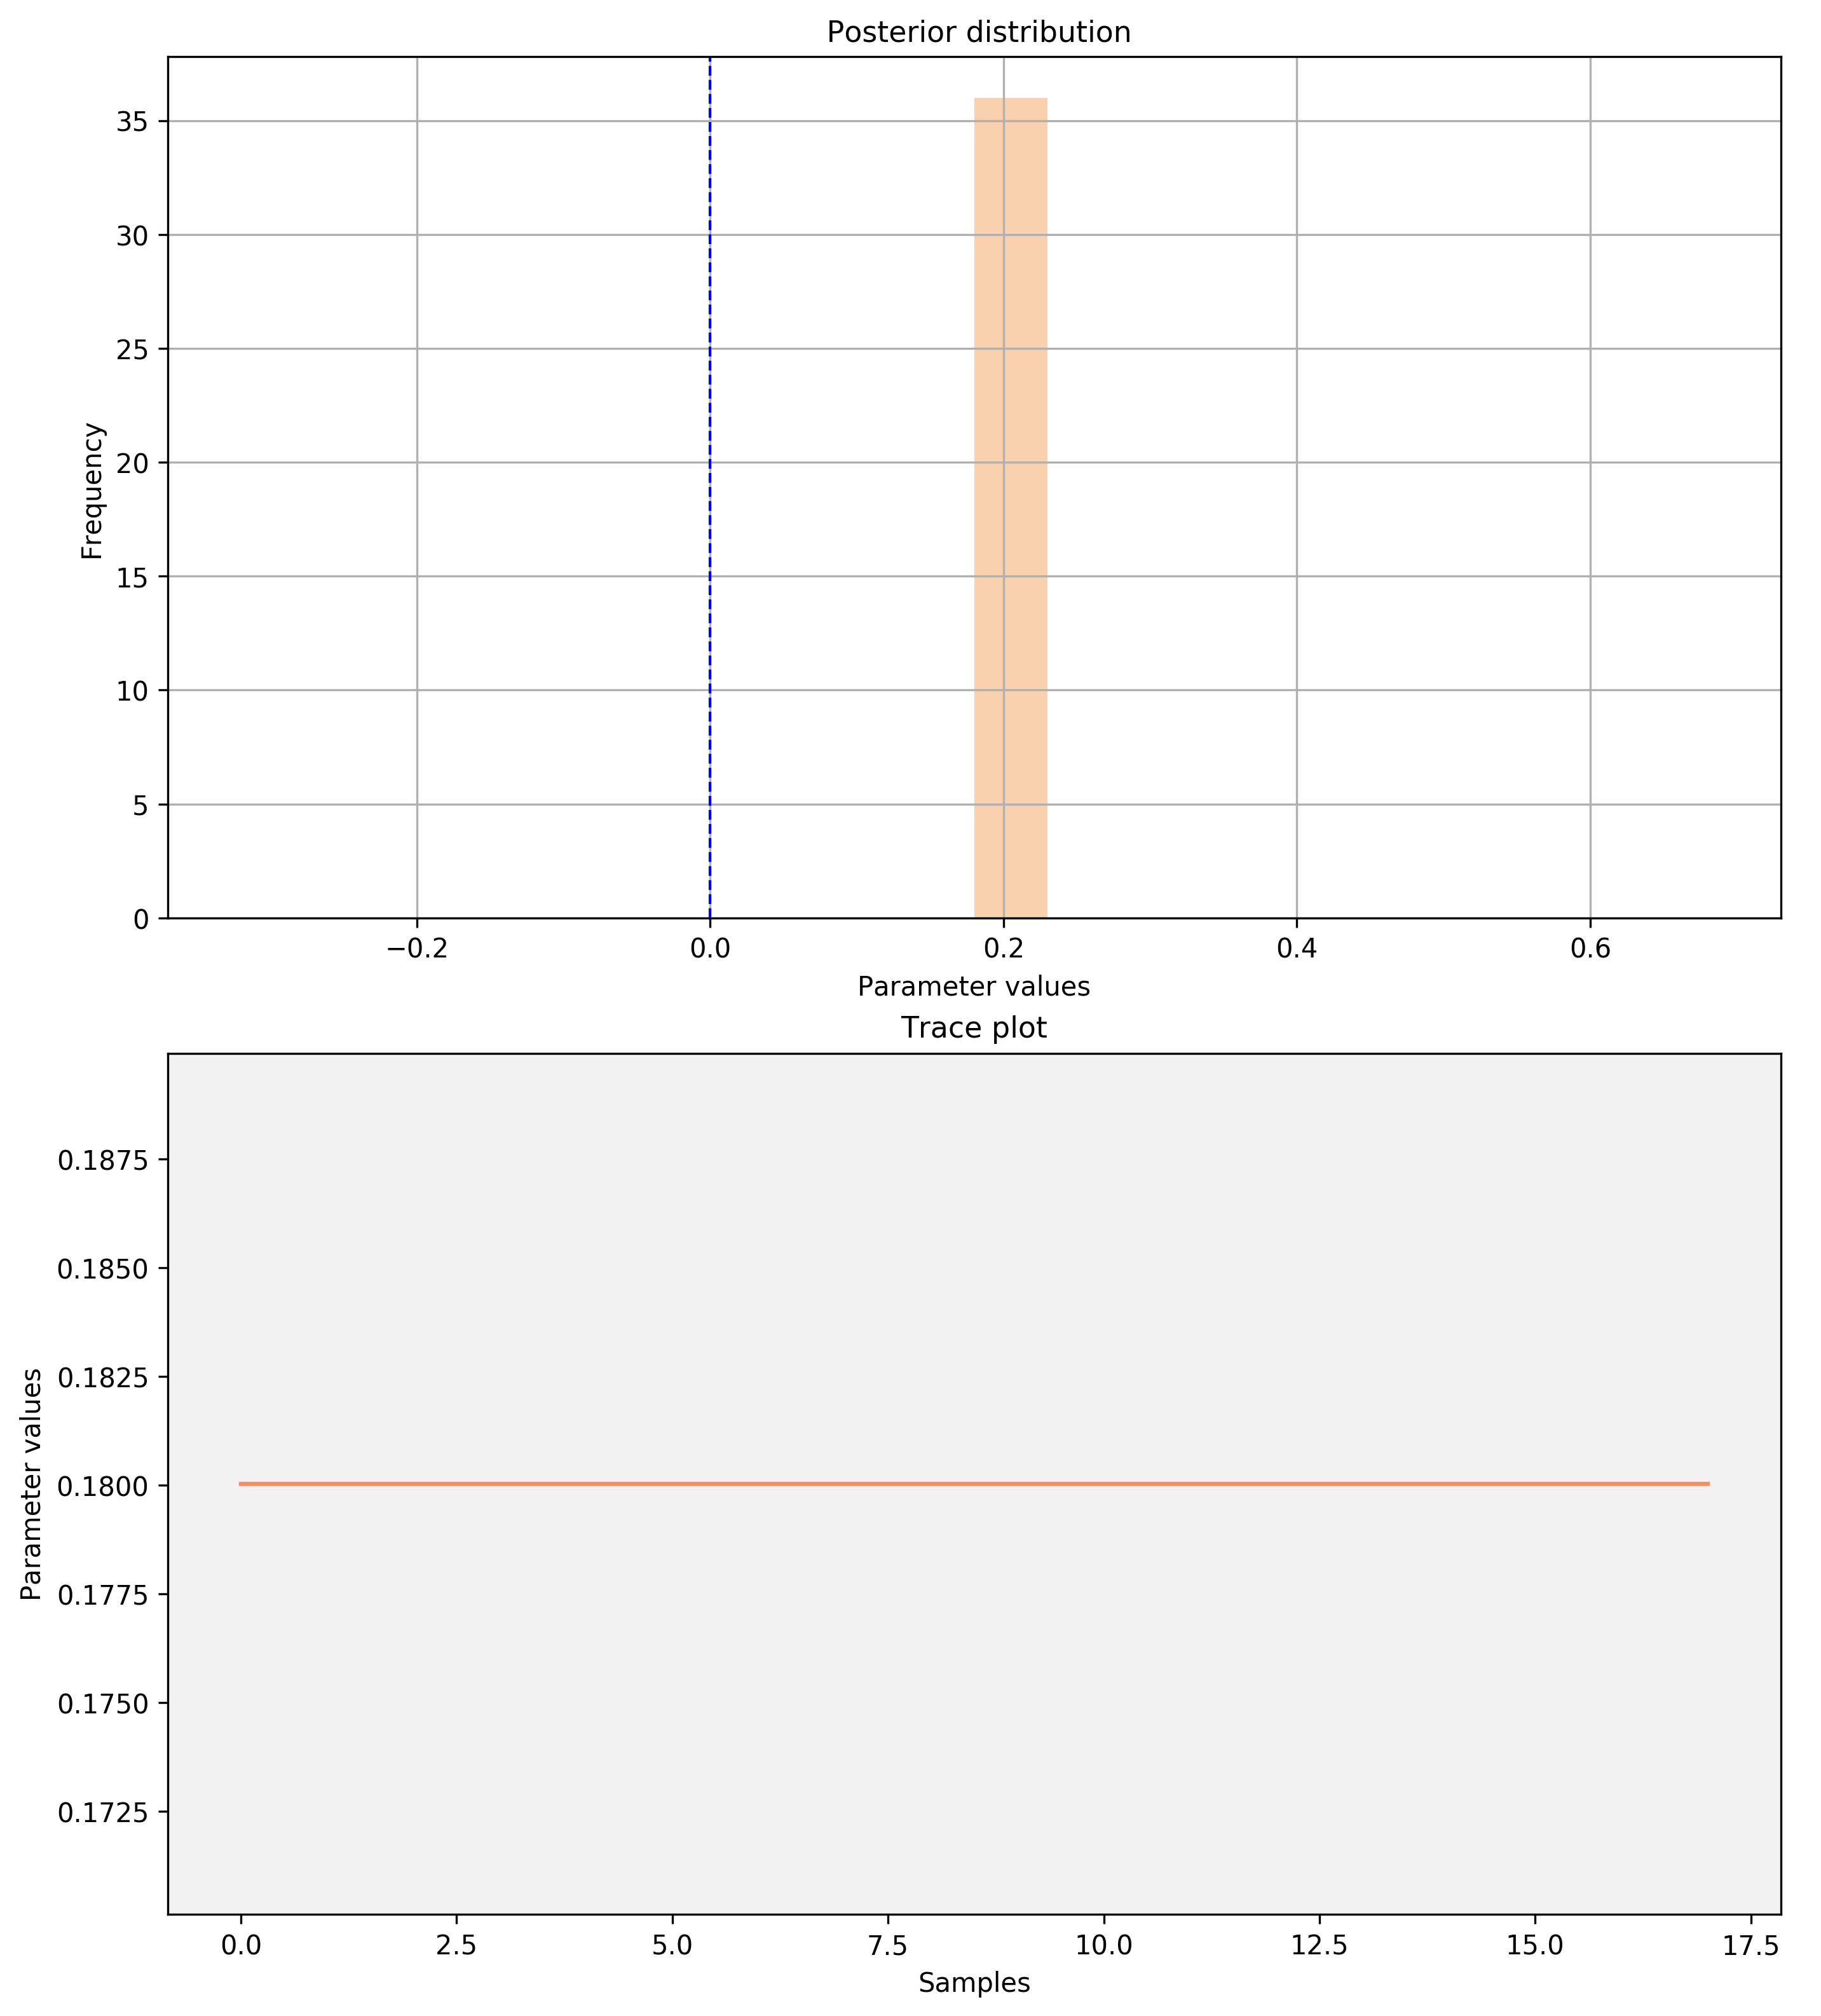 Posterior distribution
35
30
25
20
15
10
5
0
Frequency
−0.2 0.0 0.2 0.4 0.6
Parameter values
Trace plot
0.1875
0.1850
0.1825
0.1800
0.1775
0.1750
0.1725
Parameter values
0.0 2.5 5.0 7.5 10.0 12.5 15.0 17.5
Samples